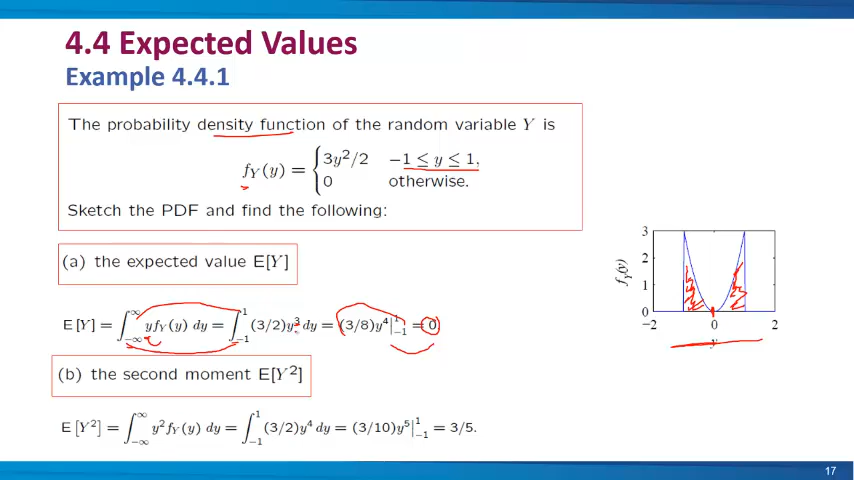 4.4 Expected Values
Example 4.4.1
The probability density function of the random variable Y is
f_Y(y) = { 3y²/2   −1 ≤ y ≤ 1,
0   otherwise.
Sketch the PDF and find the following:
(a) the expected value E[Y]
E [Y] = ∫_{−∞}^{∞} y f_Y(y) dy = ∫_{−1}^{1} (3/2)y³ dy = (3/8)y⁴|_{−1}^{1} = 0.
(b) the second moment E[Y²]
E [Y²] = ∫_{−∞}^{∞} y² f_Y(y) dy = ∫_{−1}^{1} (3/2)y⁴ dy = (3/10)y⁵|_{−1}^{1} = 3/5.
3
2
1
0
f_Y(y)
−2 0 2
y
17